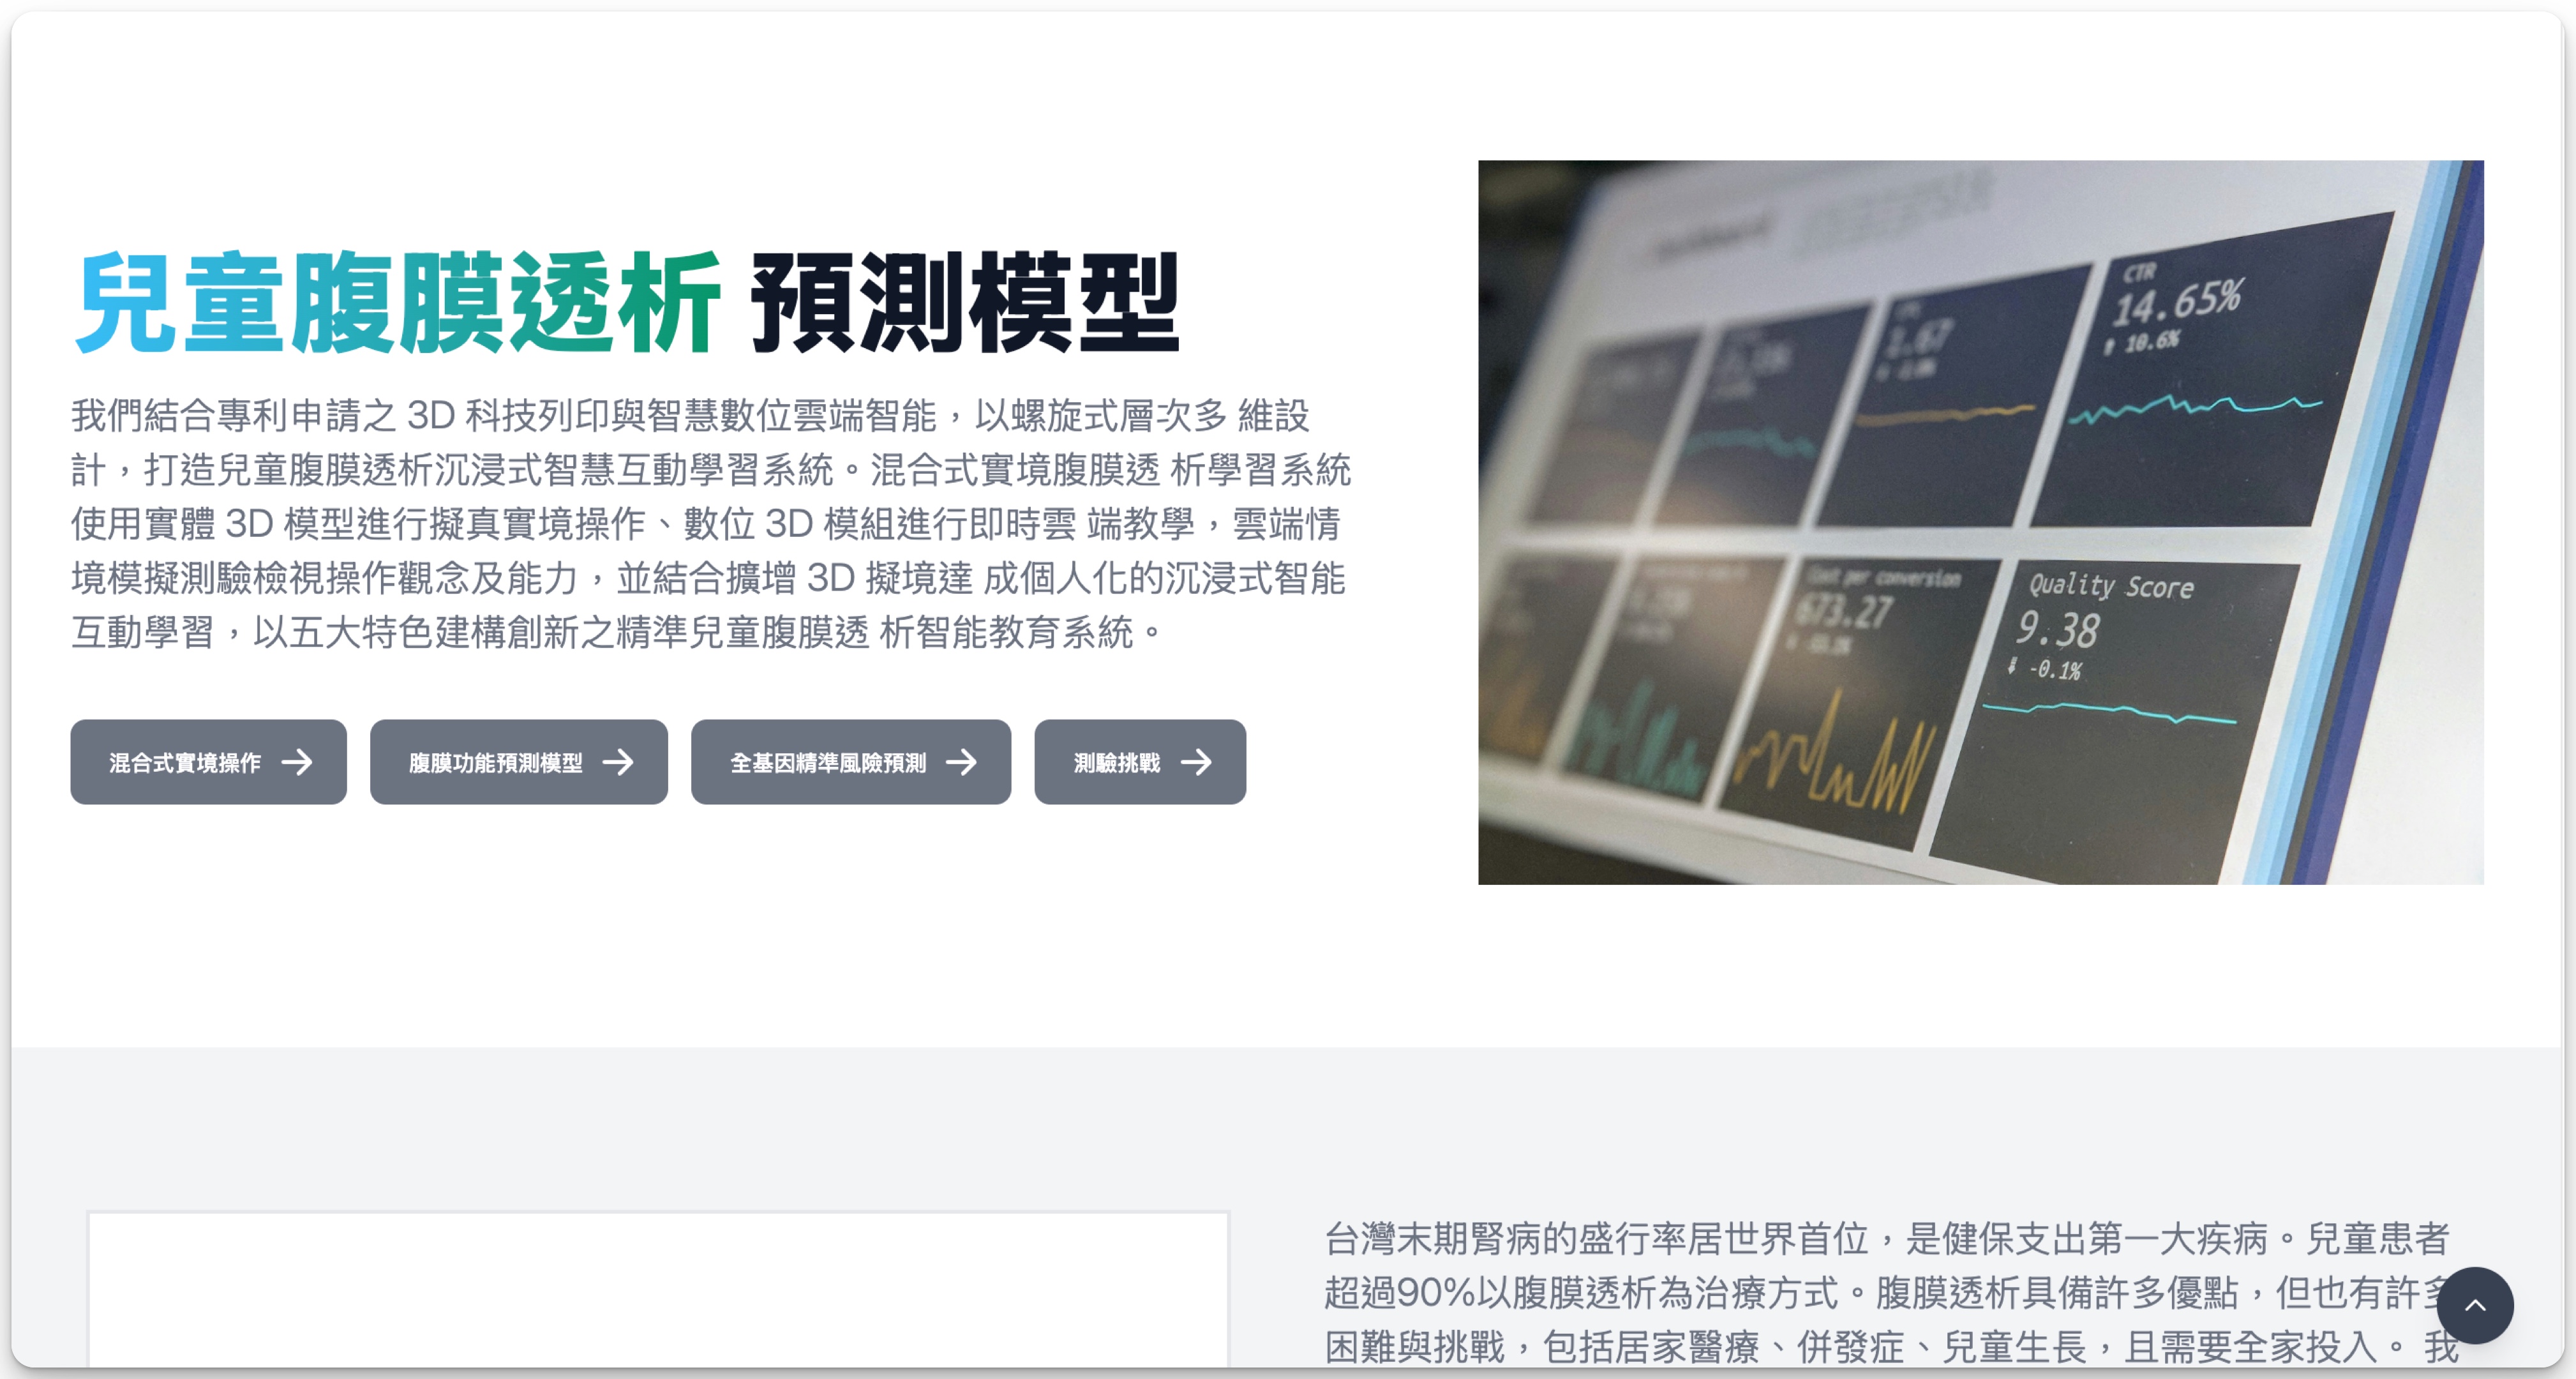 兒童腹膜透析 預測模型
我們結合專利申請之 3D 科技列印與智慧數位雲端智能，以螺旋式層次多 維設
計，打造兒童腹膜透析沉浸式智慧互動學習系統。混合式實境腹膜透 析學習系統
使用實體 3D 模型進行擬真實境操作、數位 3D 模組進行即時雲 端教學，雲端情
境模擬測驗檢視操作觀念及能力，並結合擴增 3D 擬境達 成個人化的沉浸式智能
互動學習，以五大特色建構創新之精準兒童腹膜透 析智能教育系統。
混合式實境操作
腹膜功能預測模型
全基因精準風險預測
測驗挑戰
CTR
14.65%
10.6%
Cost per conversion
673.27
Quality Score
9.38
-0.1%
台灣末期腎病的盛行率居世界首位，是健保支出第一大疾病。兒童患者
超過90%以腹膜透析為治療方式。腹膜透析具備許多優點，但也有許多
困難與挑戰，包括居家醫療、併發症、兒童生長，且需要全家投入。 我